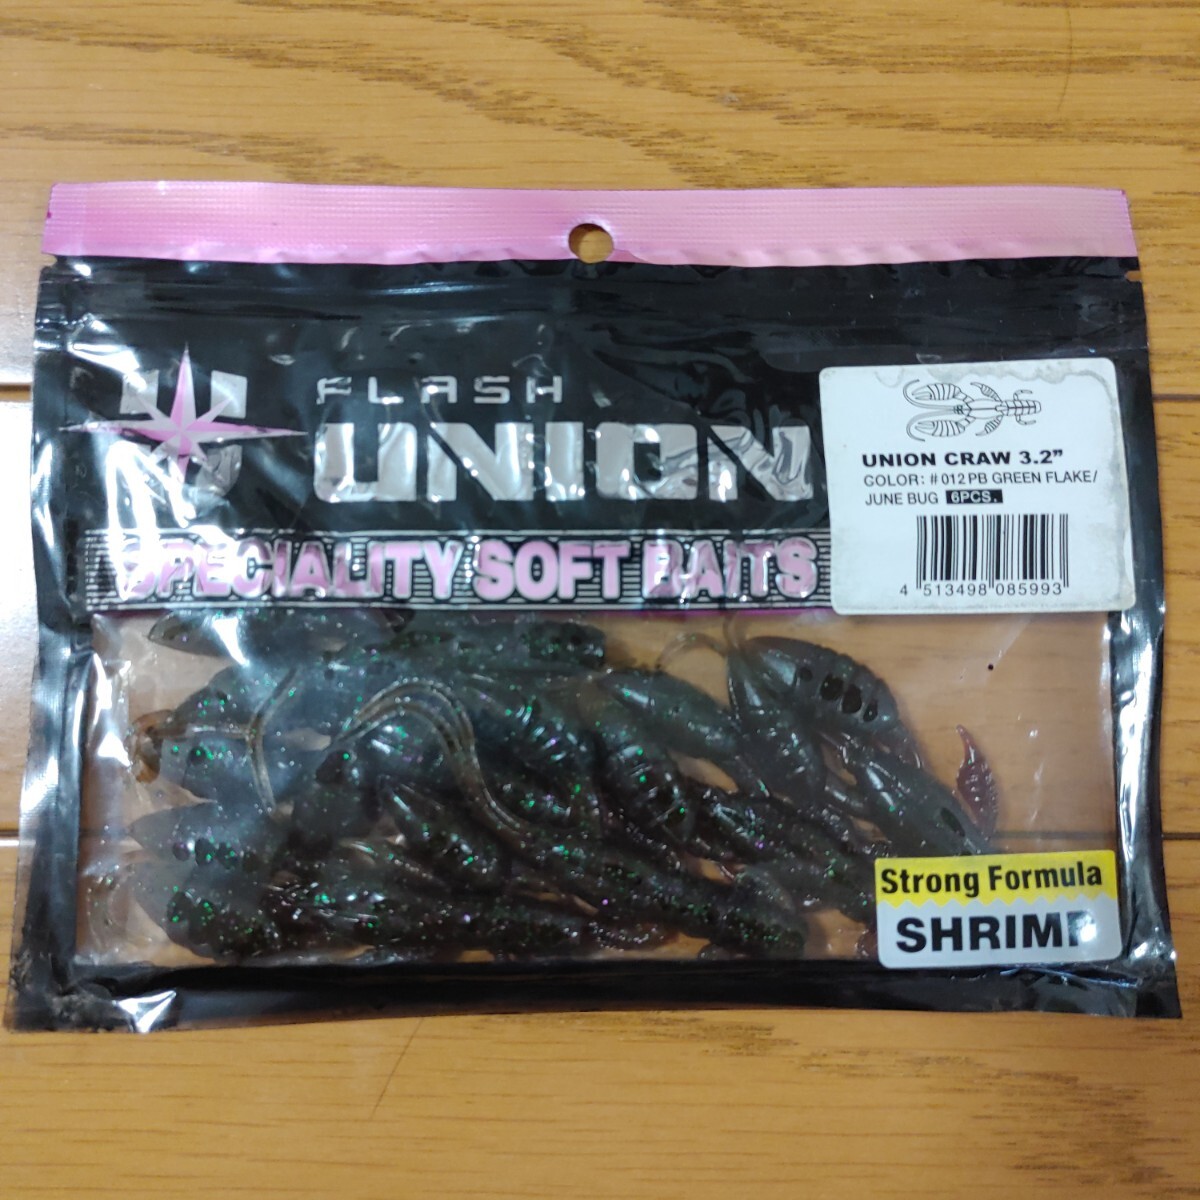 FLASH
UNION
SPECIALITY SOFT BAITS
UNION CRAW 3.2"
COLOR: #012 PB GREEN FLAKE/
JUNE BUG 6PCS.
4 513498 085993
Strong Formula
SHRIMP